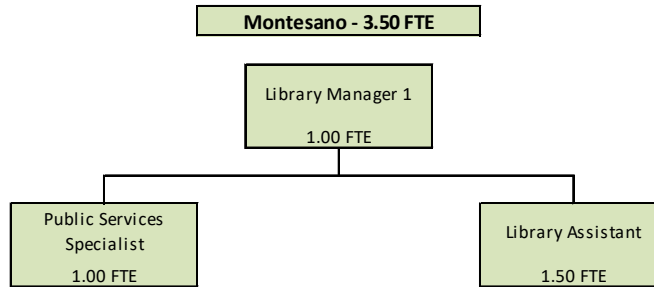 Montesano - 3.50 FTE
Library Manager 1
1.00 FTE
Public Services
Specialist
1.00 FTE
Library Assistant
1.50 FTE